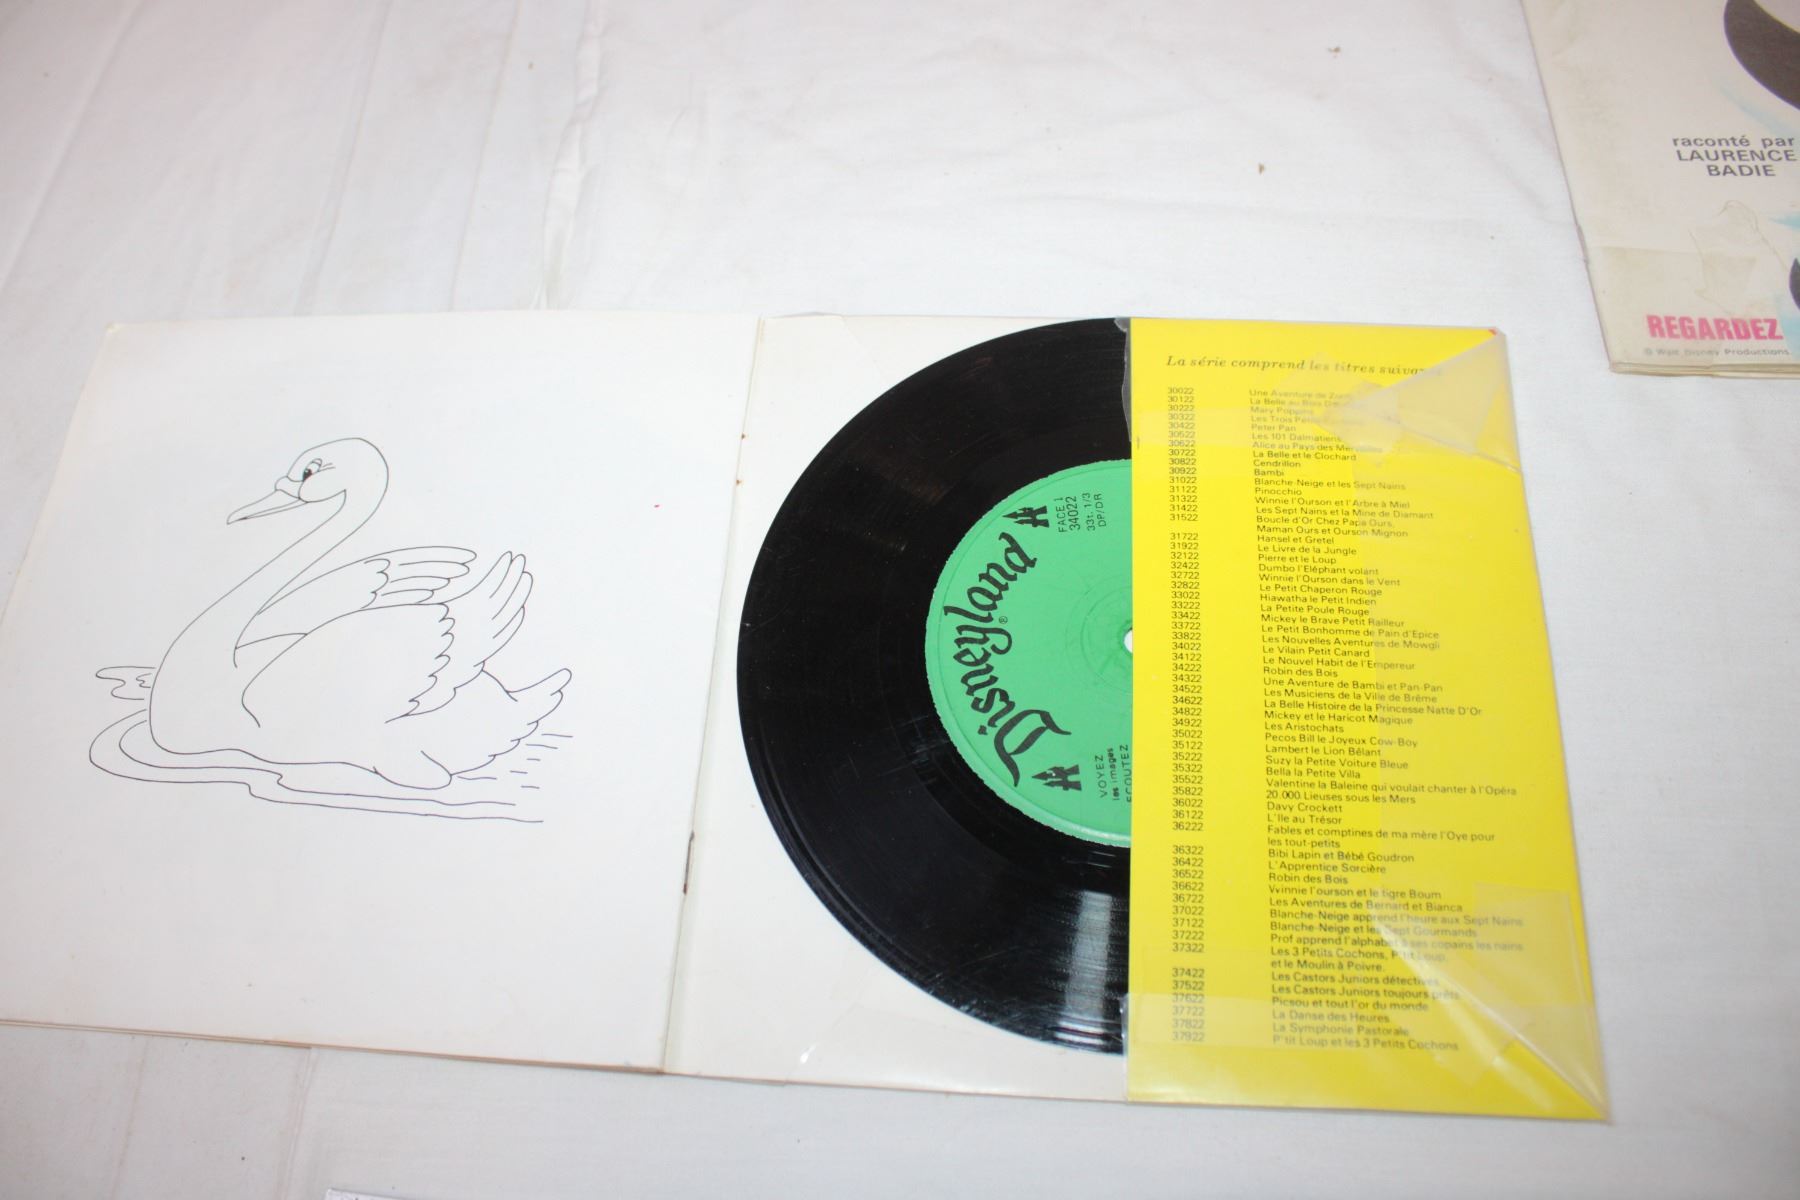 raconté par
LAURENCE
BADIE
REGARDEZ
© Walt Disney Productions.
Disneyland ®
FACE 1
34022
33t. 1/3
DP/DR
VOYEZ
les images
ECOUTEZ
La série comprend les titres
30022 Une Aventure de
30122 La Belle au Bois
30222 Mary Poppins
30322 Les Trois Petits
30422 Peter Pan
30522 Les 101 Dalmatiens
30622 Alice au Pays des Merveilles
30722 La Belle et le Clochard
30822 Cendrillon
30922 Bambi
31022 Blanche-Neige et les Sept Nains
31122 Pinocchio
31322 Winnie l'Ourson et l'Arbre à Miel
31422 Les Sept Nains et la Mine de Diamant
31522 Boucle d'Or Chez Papa Ours,
Maman Ours et Ourson Mignon
31722 Hansel et Gretel
31922 Le Livre de la Jungle
32122 Pierre et le Loup
32422 Dumbo l'Eléphant volant
32722 Winnie l'Ourson dans le Vent
32822 Le Petit Chaperon Rouge
33022 Hiawatha le Petit Indien
33222 La Petite Poule Rouge
33422 Mickey le Brave Petit Railleur
33722 Le Petit Bonhomme de Pain d'Epice
33822 Les Nouvelles Aventures de Mowgli
34022 Le Vilain Petit Canard
34122 Le Nouvel Habit de l'Empereur
34222 Robin des Bois
34322 Une Aventure de Bambi et Pan-Pan
34522 Les Musiciens de la Ville de Brême
34622 La Belle Histoire de la Princesse Natte D'Or
34822 Mickey et le Haricot Magique
34922 Les Aristochats
35022 Pecos Bill le Joyeux Cow-Boy
35122 Lambert le Lion Bêlant
35222 Suzy la Petite Voiture Bleue
35322 Bella la Petite Villa
35522 Valentine la Baleine qui voulait chanter à l'Opéra
35822 20.000 Lieuses sous les Mers
36022 Davy Crockett
36122 L'Ile au Trésor
36222 Fables et comptines de ma mère l'Oye pour
les tout-petits
36322 Bibi Lapin et Bébé Goudron
36422 L'Apprentice Sorcière
36522 Robin des Bois
36622 Winnie l'ourson et le tigre Boum
36722 Les Aventures de Bernard et Bianca
37022 Blanche-Neige apprend l'heure aux Sept Nains
37122 Blanche-Neige et les Sept Gourmands
37222 Prof apprend l'alphabet à ses copains les nains
37322 Les 3 Petits Cochons, P'tit Loup,
et le Moulin à Poivre.
37422 Les Castors Juniors détectives
37522 Les Castors Juniors toujours prêts
37622 Picsou et tout l'or du monde
37722 La Danse des Heures
37822 La Symphonie Pastorale
37922 P'tit Loup et les 3 Petits Cochons